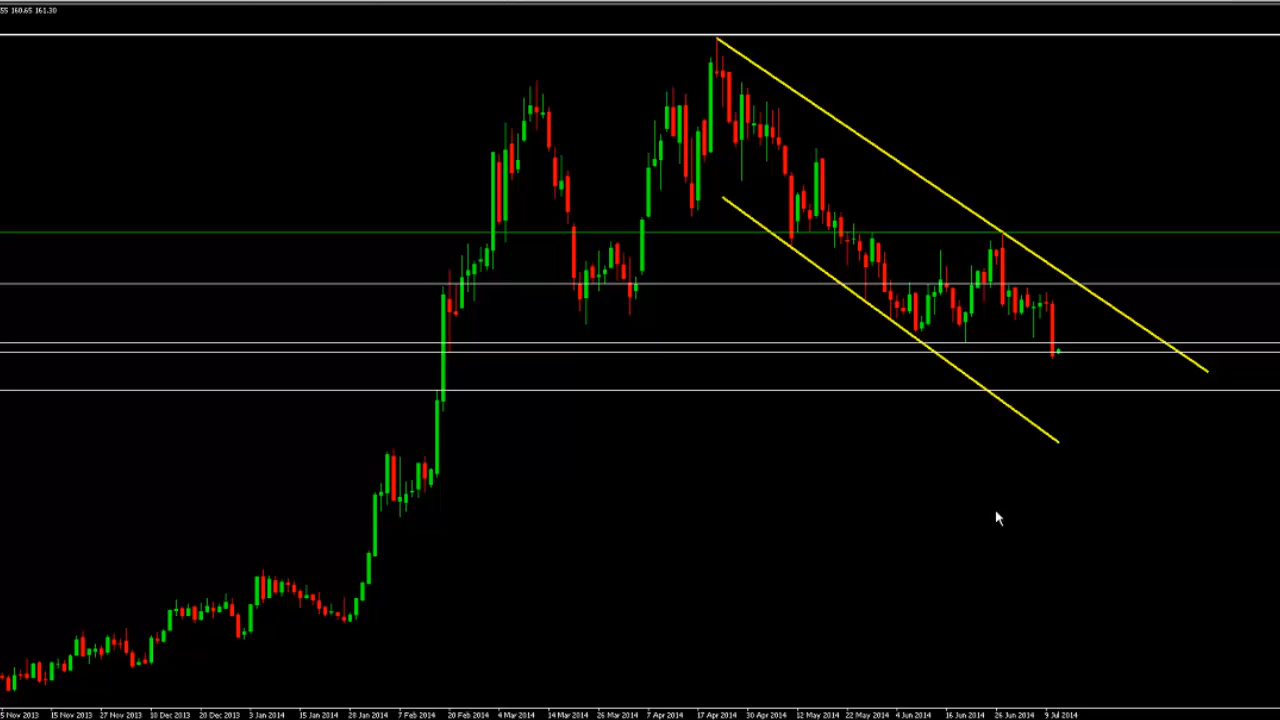 55 160.65 161.30
5 Nov 2013 15 Nov 2013 27 Nov 2013 10 Dec 2013 20 Dec 2013 3 Jan 2014 15 Jan 2014 28 Jan 2014 7 Feb 2014 20 Feb 2014 4 Mar 2014 14 Mar 2014 26 Mar 2014 7 Apr 2014 17 Apr 2014 30 Apr 2014 12 May 2014 22 May 2014 4 Jun 2014 16 Jun 2014 26 Jun 2014 9 Jul 2014